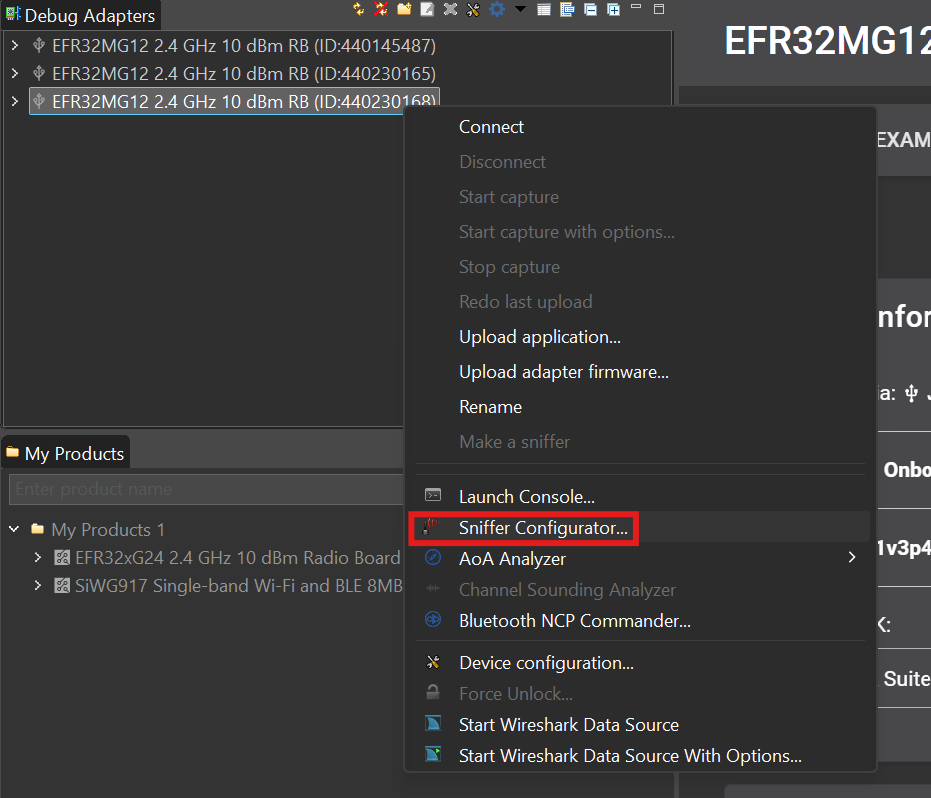 Debug Adapters
EFR32MG12 2.4 GHz 10 dBm RB (ID:440145487)
EFR32MG12 2.4 GHz 10 dBm RB (ID:440230165)
EFR32MG12 2.4 GHz 10 dBm RB (ID:440230168)
Connect
Disconnect
Start capture
Start capture with options...
Stop capture
Redo last upload
Upload application...
Upload adapter firmware...
Rename
Make a sniffer
Launch Console...
Sniffer Configurator...
AoA Analyzer
Channel Sounding Analyzer
Bluetooth NCP Commander...
Device configuration...
Force Unlock...
Start Wireshark Data Source
Start Wireshark Data Source With Options...
My Products
Enter product name
My Products 1
EFR32xG24 2.4 GHz 10 dBm Radio Board
SiWG917 Single-band Wi-Fi and BLE 8MB
EFR32MG12
EXAM
nfor
ia:
Onbo
1v3p4
K:
Suite